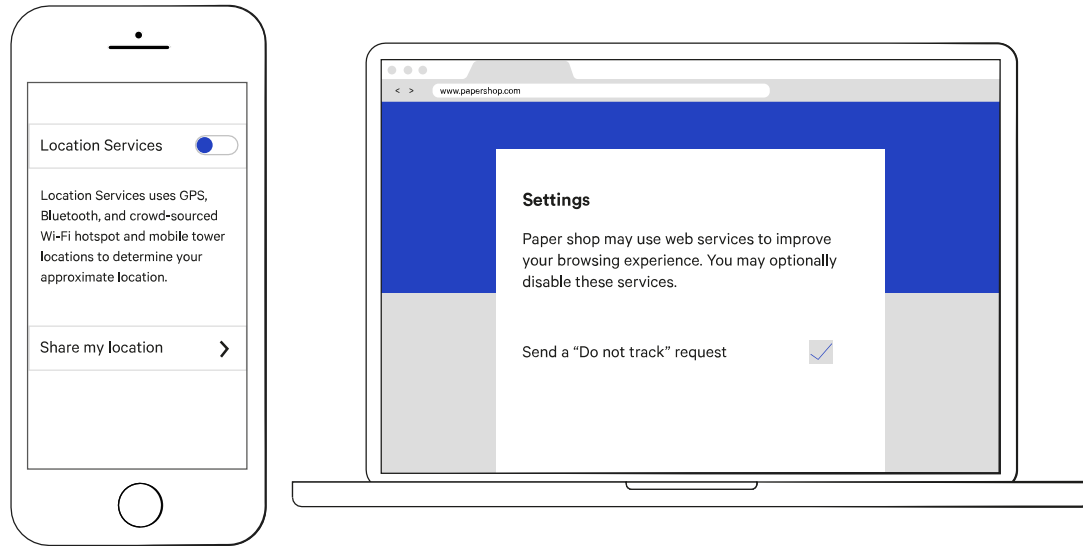 Location Services
Location Services uses GPS,
Bluetooth, and crowd-sourced
Wi-Fi hotspot and mobile tower
locations to determine your
approximate location.
Share my location
< >
www.papershop.com
Settings
Paper shop may use web services to improve
your browsing experience. You may optionally
disable these services.
Send a “Do not track” request